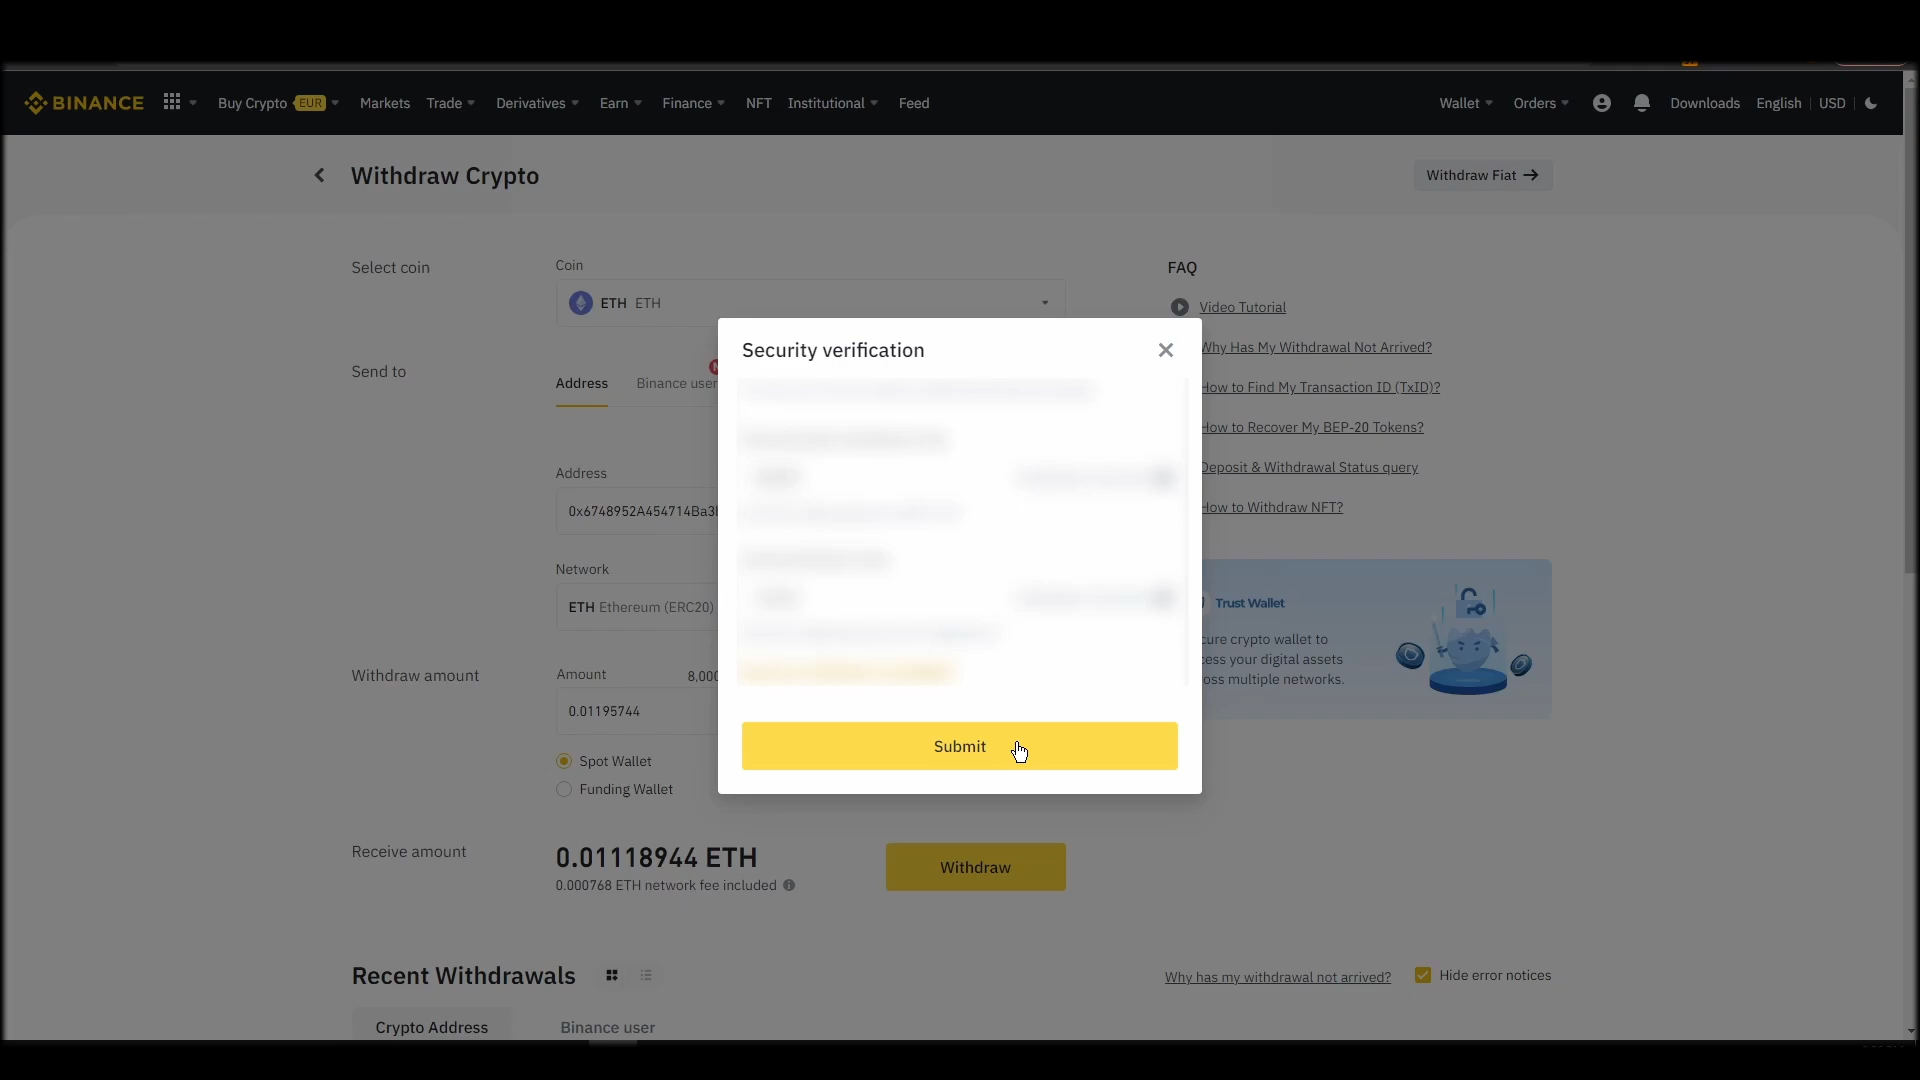 BINANCE Buy Crypto EUR Markets Trade Derivatives Earn Finance NFT Institutional Feed Wallet Orders Downloads English USD
Withdraw Crypto
Withdraw Fiat
Select coin
Coin
ETH ETH
Send to
Address Binance user
Address
0x6748952A454714Ba3
Network
ETH Ethereum (ERC20)
Withdraw amount
Amount 8,000
0.01195744
Spot Wallet
Funding Wallet
Receive amount
0.01118944 ETH
0.000768 ETH network fee included
Withdraw
Security verification
Submit
FAQ
Video Tutorial
Why Has My Withdrawal Not Arrived?
How to Find My Transaction ID (TxID)?
How to Recover My BEP-20 Tokens?
Deposit & Withdrawal Status query
How to Withdraw NFT?
Trust Wallet
cure crypto wallet to
cess your digital assets
oss multiple networks.
Recent Withdrawals
Why has my withdrawal not arrived? Hide error notices
Crypto Address Binance user